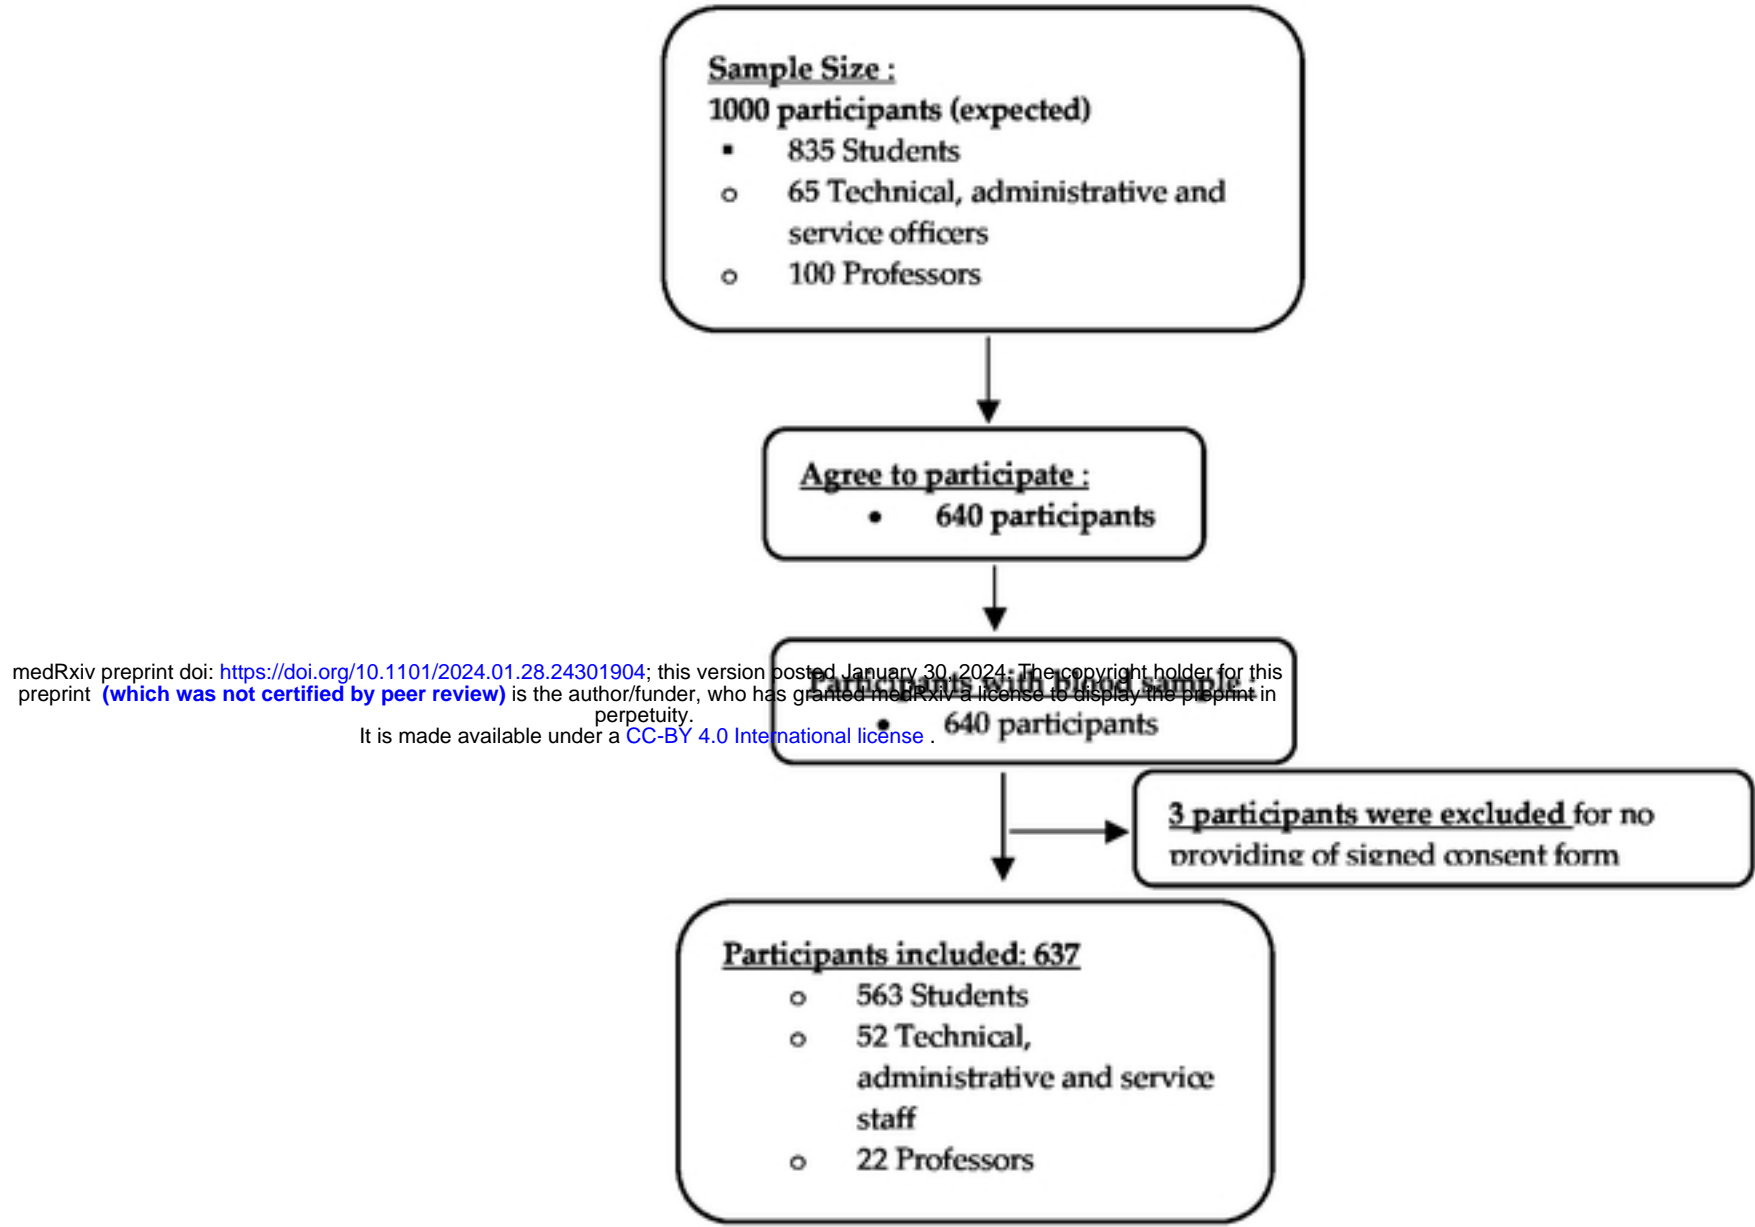 Sample Size :
1000 participants (expected)
▪ 835 Students
o 65 Technical, administrative and
service officers
o 100 Professors
Agree to participate :
• 640 participants
medRxiv preprint doi: https://doi.org/10.1101/2024.01.28.24301904; this version posted January 30, 2024. The copyright holder for this
preprint (which was not certified by peer review) is the author/funder, who has granted medRxiv a license to display the preprint in
perpetuity.
It is made available under a CC-BY 4.0 International license .
Participants with blood sample :
• 640 participants
3 participants were excluded for no
providing of signed consent form
Participants included: 637
o 563 Students
o 52 Technical,
administrative and service
staff
o 22 Professors